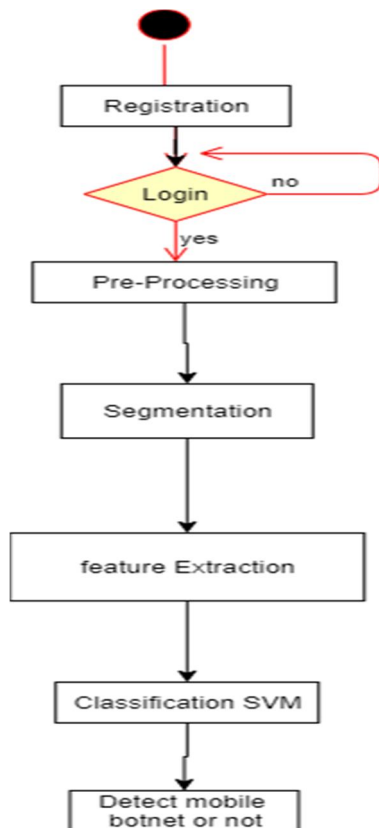 Registration
Login
no
yes
Pre-Processing
Segmentation
feature Extraction
Classification SVM
Detect mobile
botnet or not